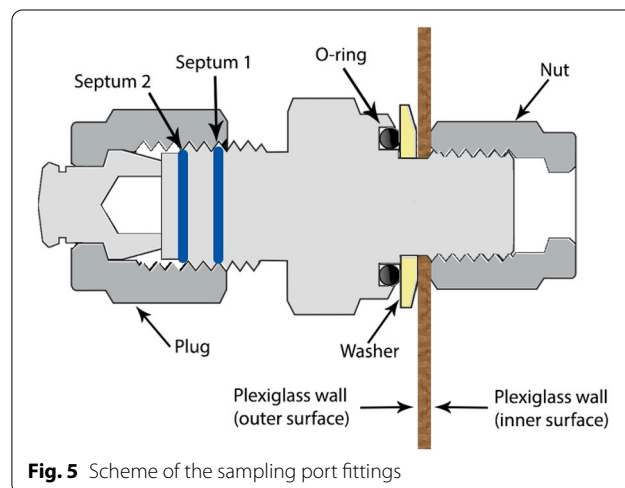 Septum 1
Septum 2
O-ring
Nut
Plug
Washer
Plexiglass wall
(outer surface)
Plexiglass wall
(inner surface)
Fig. 5 Scheme of the sampling port fittings